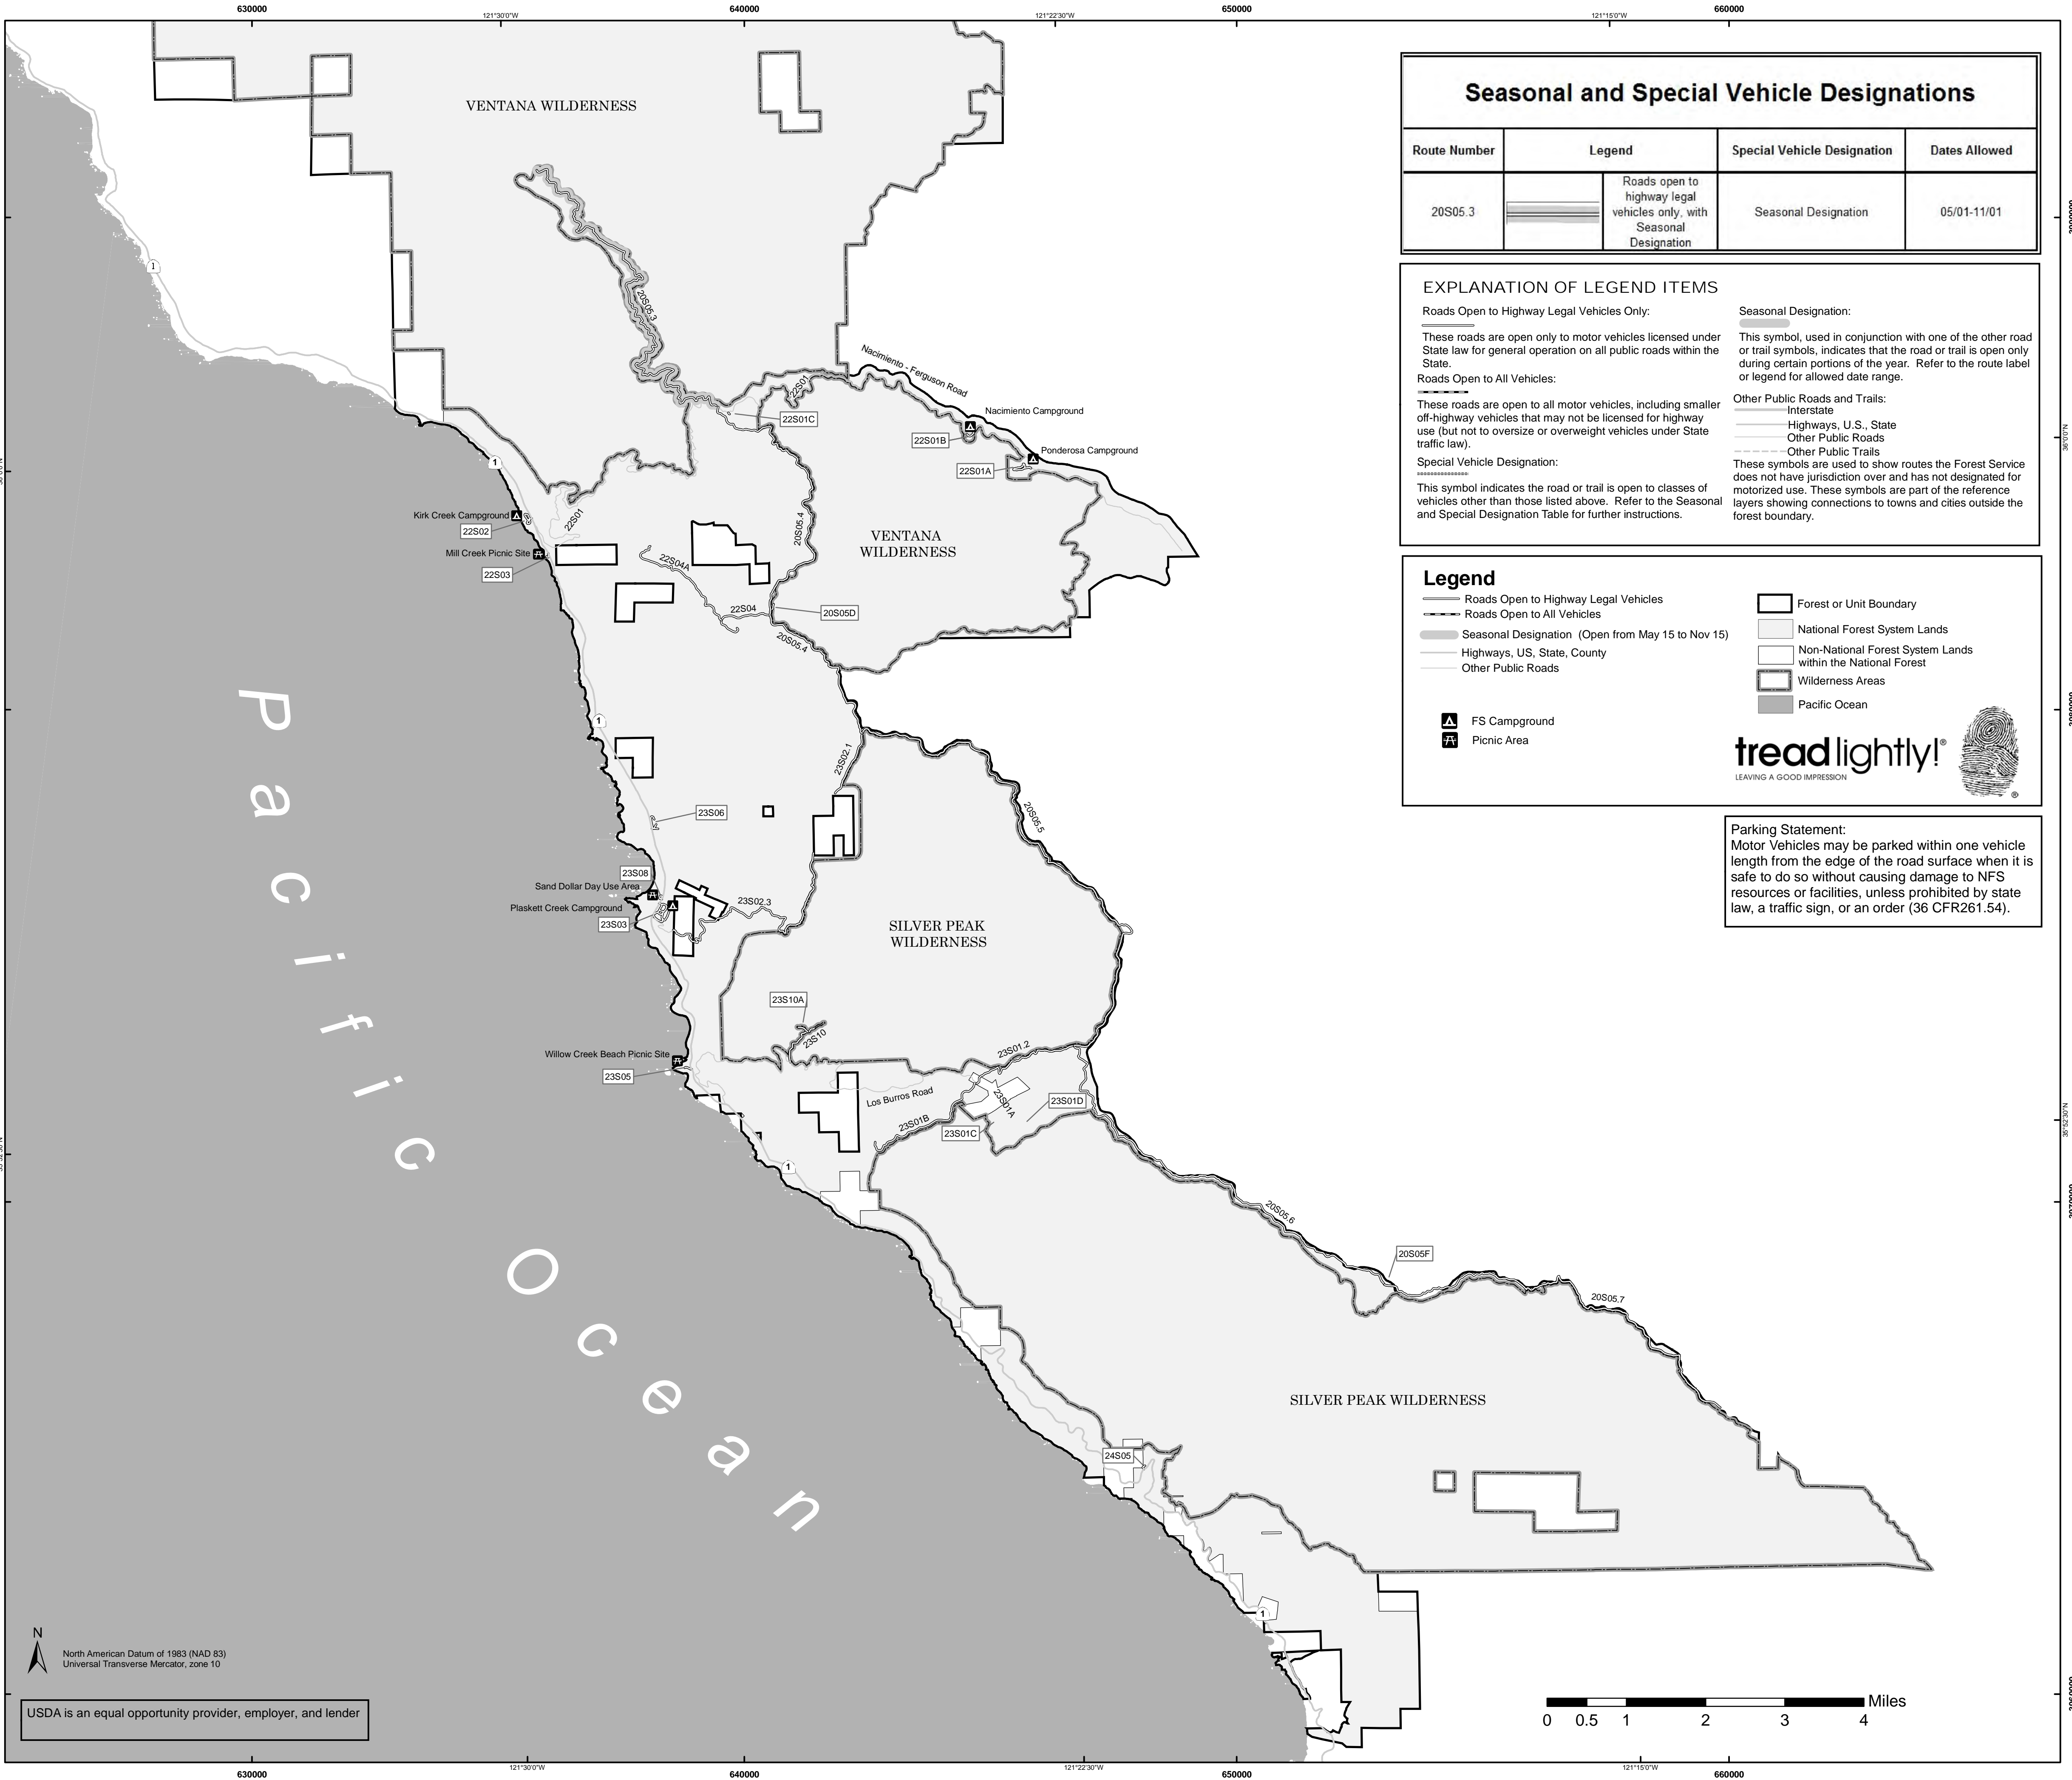 630000
640000
650000
660000
121°30'0"W
121°22'30"W
121°15'0"W
Seasonal and Special Vehicle Designations
Route Number
Legend
Special Vehicle Designation
Dates Allowed
20S05.3
Roads open to
highway legal
vehicles only, with
Seasonal
Designation
Seasonal Designation
05/01-11/01
EXPLANATION OF LEGEND ITEMS
Roads Open to Highway Legal Vehicles Only:
These roads are open only to motor vehicles licensed under
State law for general operation on all public roads within the
State.
Roads Open to All Vehicles:
These roads are open to all motor vehicles, including smaller
off-highway vehicles that may not be licensed for highway
use (but not to oversize or overweight vehicles under State
traffic law).
Special Vehicle Designation:
This symbol indicates the road or trail is open to classes of
vehicles other than those listed above.  Refer to the Seasonal
and Special Designation Table for further instructions.
Seasonal Designation:
This symbol, used in conjunction with one of the other road
or trail symbols, indicates that the road or trail is open only
during certain portions of the year.  Refer to the route label
or legend for allowed date range.
Other Public Roads and Trails:
Interstate
Highways, U.S., State
Other Public Roads
Other Public Trails
These symbols are used to show routes the Forest Service
does not have jurisdiction over and has not designated for
motorized use. These symbols are part of the reference
layers showing connections to towns and cities outside the
forest boundary.
Legend
Roads Open to Highway Legal Vehicles
Roads Open to All Vehicles
Seasonal Designation  (Open from May 15 to Nov 15)
Highways, US, State, County
Other Public Roads
FS Campground
Picnic Area
Forest or Unit Boundary
National Forest System Lands
Non-National Forest System Lands
within the National Forest
Wilderness Areas
Pacific Ocean
treadlightly!®
LEAVING A GOOD IMPRESSION
®
Parking Statement:
Motor Vehicles may be parked within one vehicle
length from the edge of the road surface when it is
safe to do so without causing damage to NFS
resources or facilities, unless prohibited by state
law, a traffic sign, or an order (36 CFR261.54).
VENTANA WILDERNESS
1
20S05.3
Nacimiento - Ferguson Road
22S01
22S01C
Nacimiento Campground
22S01B
Ponderosa Campground
22S01A
1
Kirk Creek Campground
22S02
22S01
Mill Creek Picnic Site
22S03
20S05.4
VENTANA
WILDERNESS
22S04A
22S04
20S05D
20S05.4
1
23S02.1
23S06
20S05.5
23S08
Sand Dollar Day Use Area
Plaskett Creek Campground
23S03
23S02.3
SILVER PEAK
WILDERNESS
23S10A
23S10
Willow Creek Beach Picnic Site
23S05
23S01.2
Los Burros Road
23S01A
23S01D
23S01B
23S01C
1
20S05.6
20S05F
20S05.7
SILVER PEAK WILDERNESS
24S05
1
Pacific Ocean
N
North American Datum of 1983 (NAD 83)
Universal Transverse Mercator, zone 10
USDA is an equal opportunity provider, employer, and lender
Miles
0 0.5 1 2 3 4
35°52'30"N
121°30'0"W
121°22'30"W
121°15'0"W
630000
640000
650000
660000